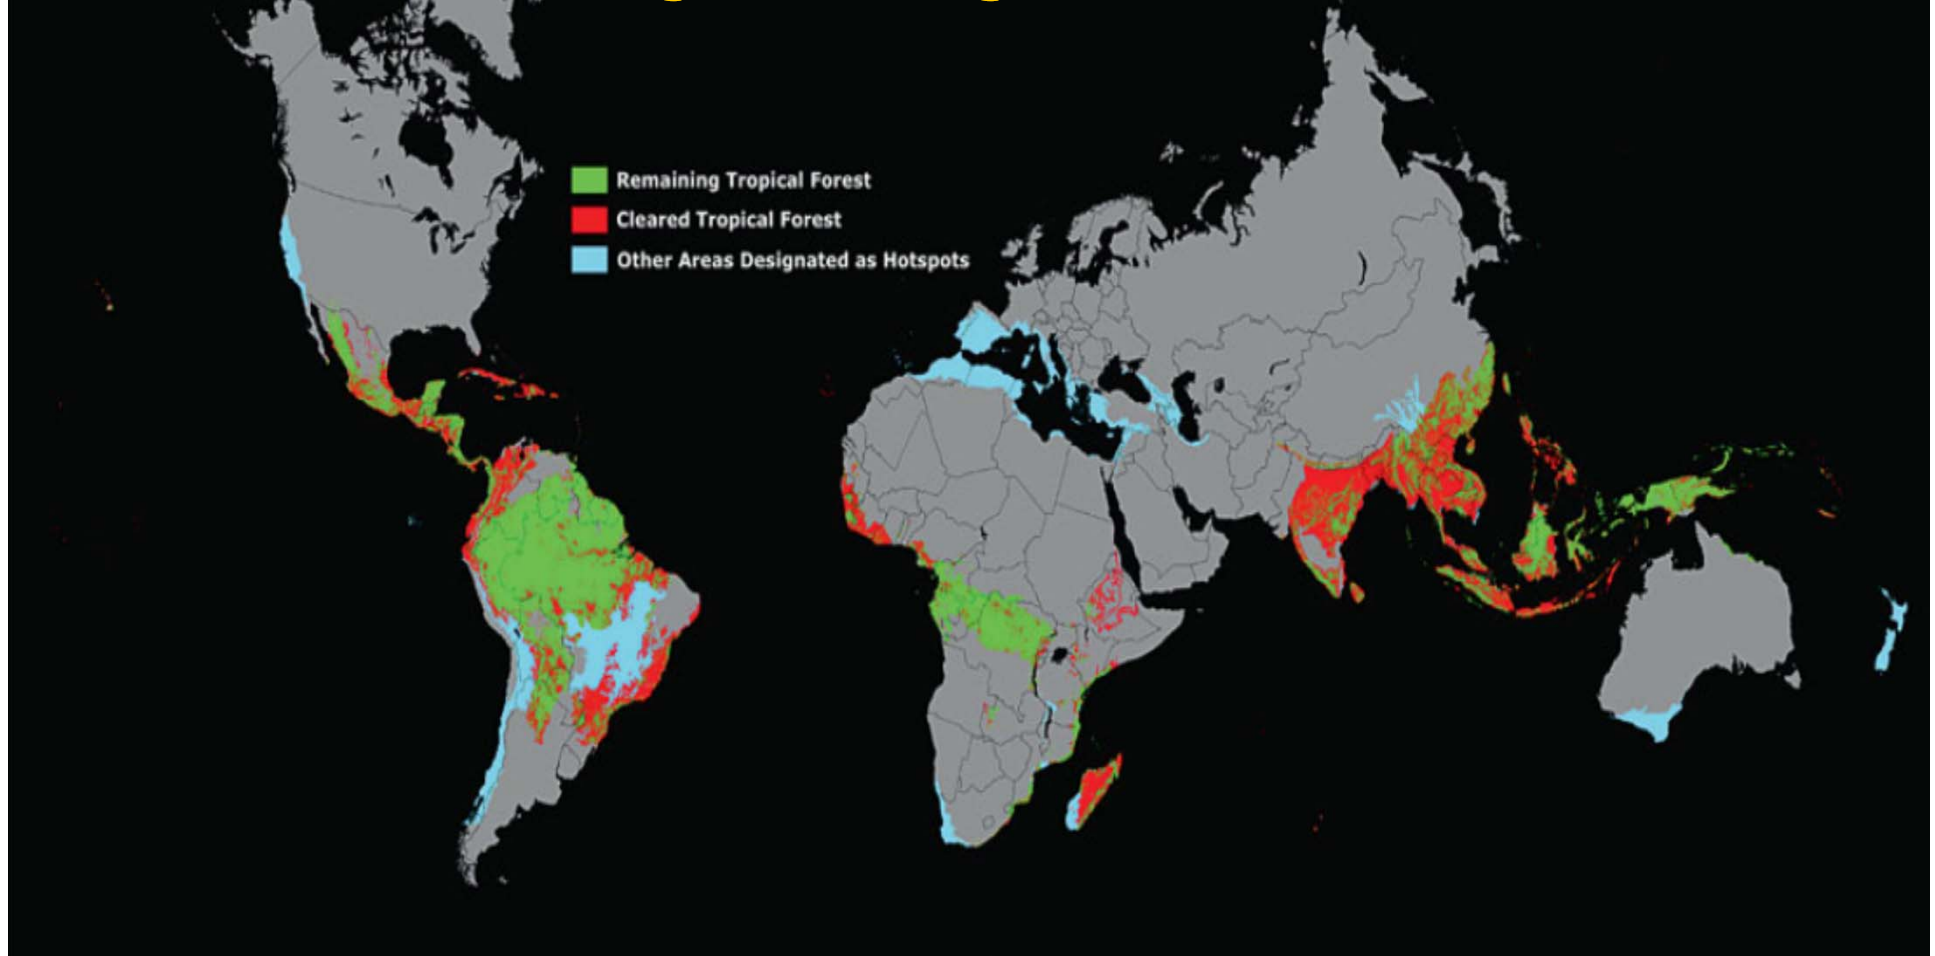 Remaining Tropical Forest
Cleared Tropical Forest
Other Areas Designated as Hotspots